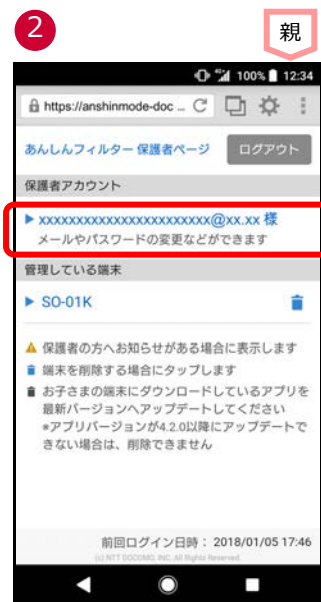 2
親
100% 12:34
https://anshinmode-doc ...
あんしんフィルター 保護者ページ
ログアウト
保護者アカウント
▶ xxxxxxxxxxxxxxxxxxxxxxx@xx.xx 様
メールやパスワードの変更などができます
管理している端末
▶ SO-01K
保護者の方へお知らせがある場合に表示します
端末を削除する場合にタップします
お子さまの端末にダウンロードしているアプリを
最新バージョンへアップデートしてください
*アプリバージョンが4.2.0以降にアップデートで
きない場合は、削除できません
前回ログイン日時： 2018/01/05 17:46
(c) NTT DOCOMO, INC. All Rights Reserved.